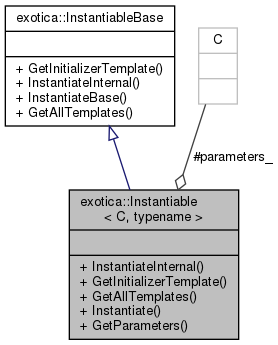 exotica::InstantiableBase
+ GetInitializerTemplate()
+ InstantiateInternal()
+ InstantiateBase()
+ GetAllTemplates()
C
#parameters_
exotica::Instantiable
< C, typename >
+ InstantiateInternal()
+ GetInitializerTemplate()
+ GetAllTemplates()
+ Instantiate()
+ GetParameters()